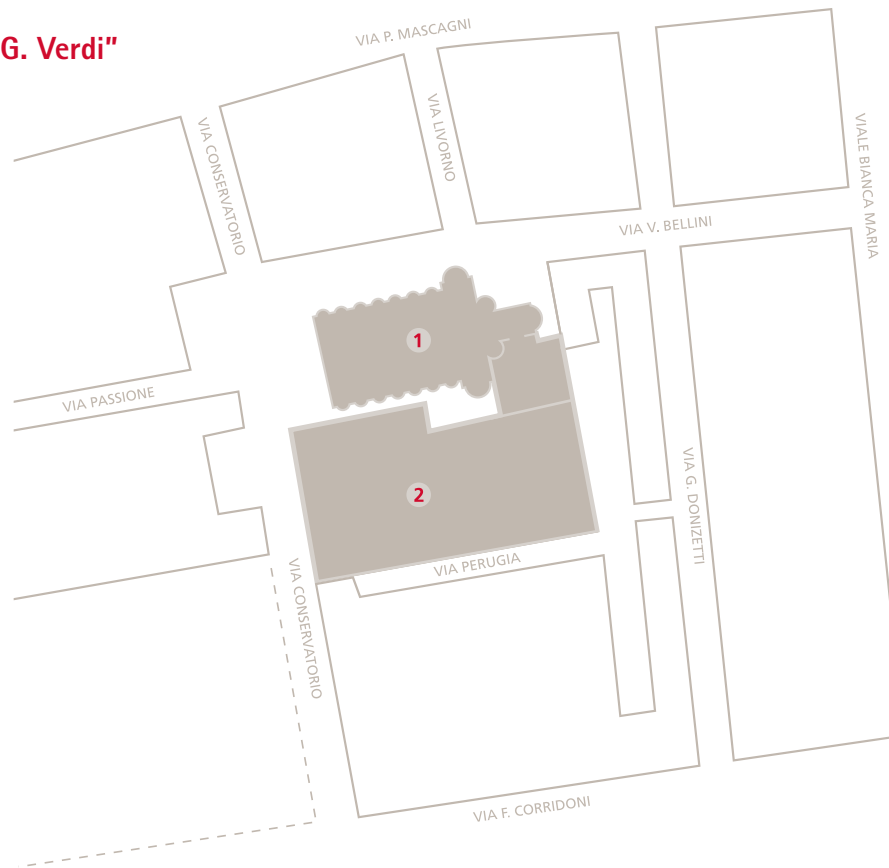 G. Verdi”
VIA P. MASCAGNI
VIA LIVORNO
VIA CONSERVATORIO
VIALE BIANCA MARIA
VIA V. BELLINI
1
VIA PASSIONE
2
VIA G. DONIZETTI
VIA PERUGIA
VIA CONSERVATORIO
VIA F. CORRIDONI